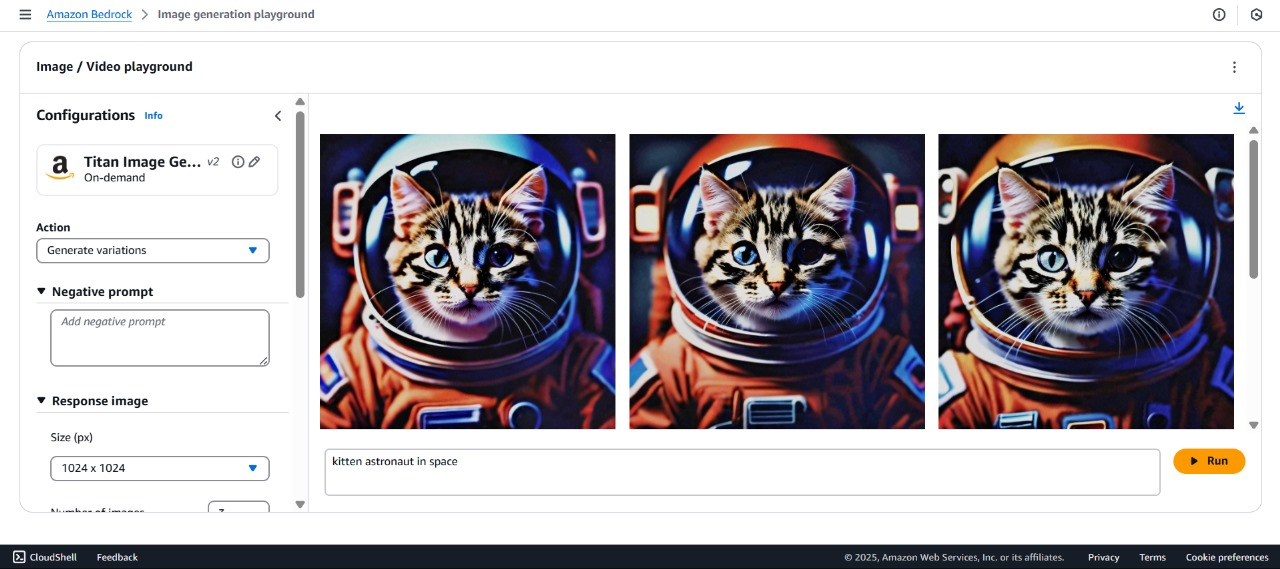 Amazon Bedrock > Image generation playground
Image / Video playground
Configurations Info
a Titan Image Ge... v2
On-demand
Action
Generate variations
Negative prompt
Add negative prompt
Response image
Size (px)
1024 x 1024
Number of images
kitten astronaut in space
Run
CloudShell Feedback
© 2025, Amazon Web Services, Inc. or its affiliates. Privacy Terms Cookie preferences